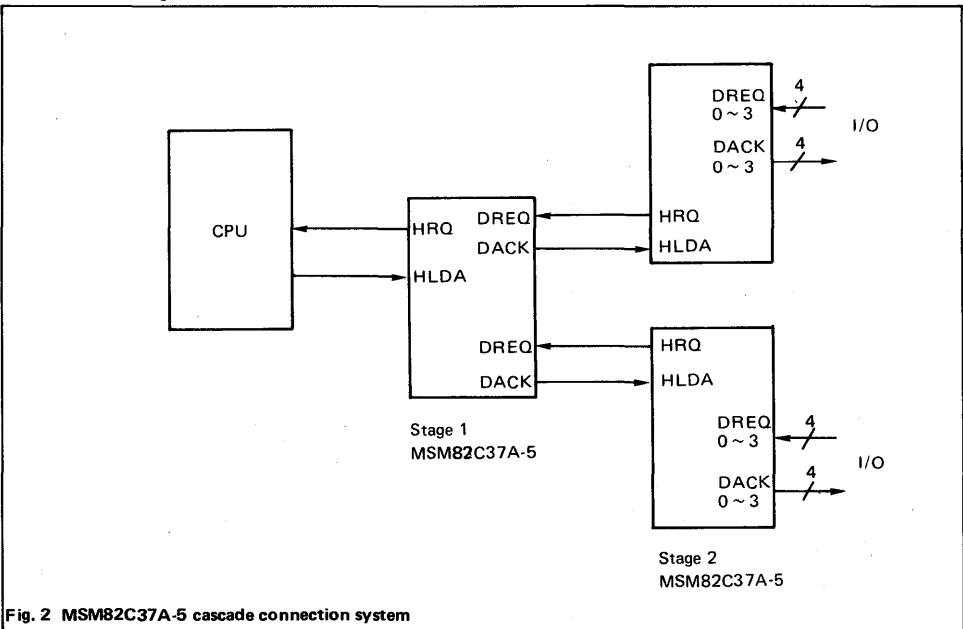 4
DREQ
0 ~ 3
I/O
4
DACK
0 ~ 3
CPU
HRQ
DREQ
HRQ
DACK
HLDA
HLDA
DREQ
HRQ
DACK
HLDA
Stage 1
MSM82C37A-5
DREQ
0 ~ 3
4
I/O
DACK
0 ~ 3
4
Stage 2
MSM82C37A-5
Fig. 2 MSM82C37A-5 cascade connection system